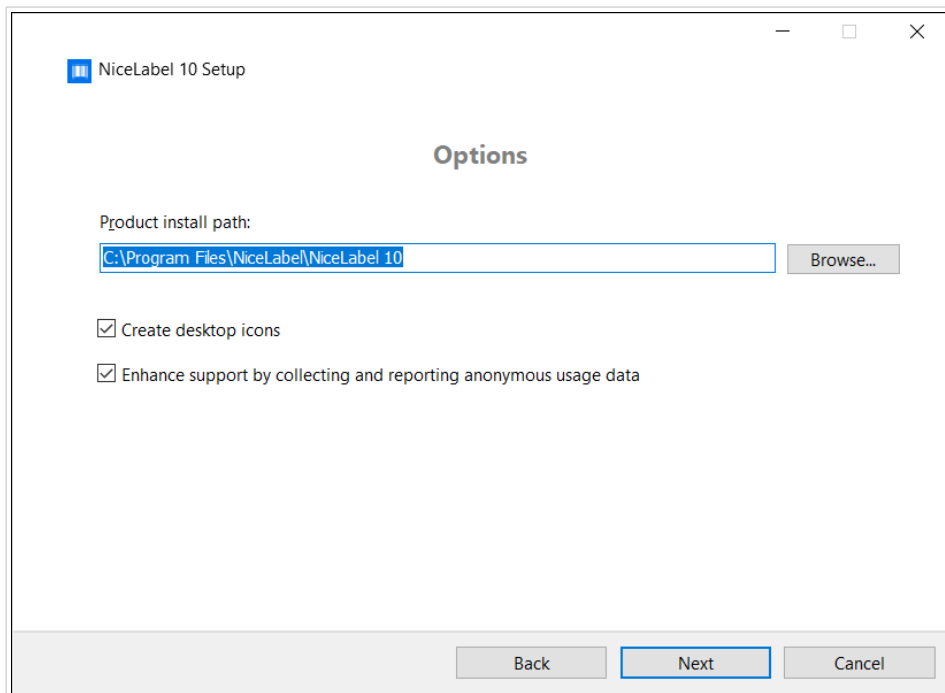 NiceLabel 10 Setup
Options
Product install path:
C:\Program Files\NiceLabel\NiceLabel 10
Browse...
Create desktop icons
Enhance support by collecting and reporting anonymous usage data
Back
Next
Cancel